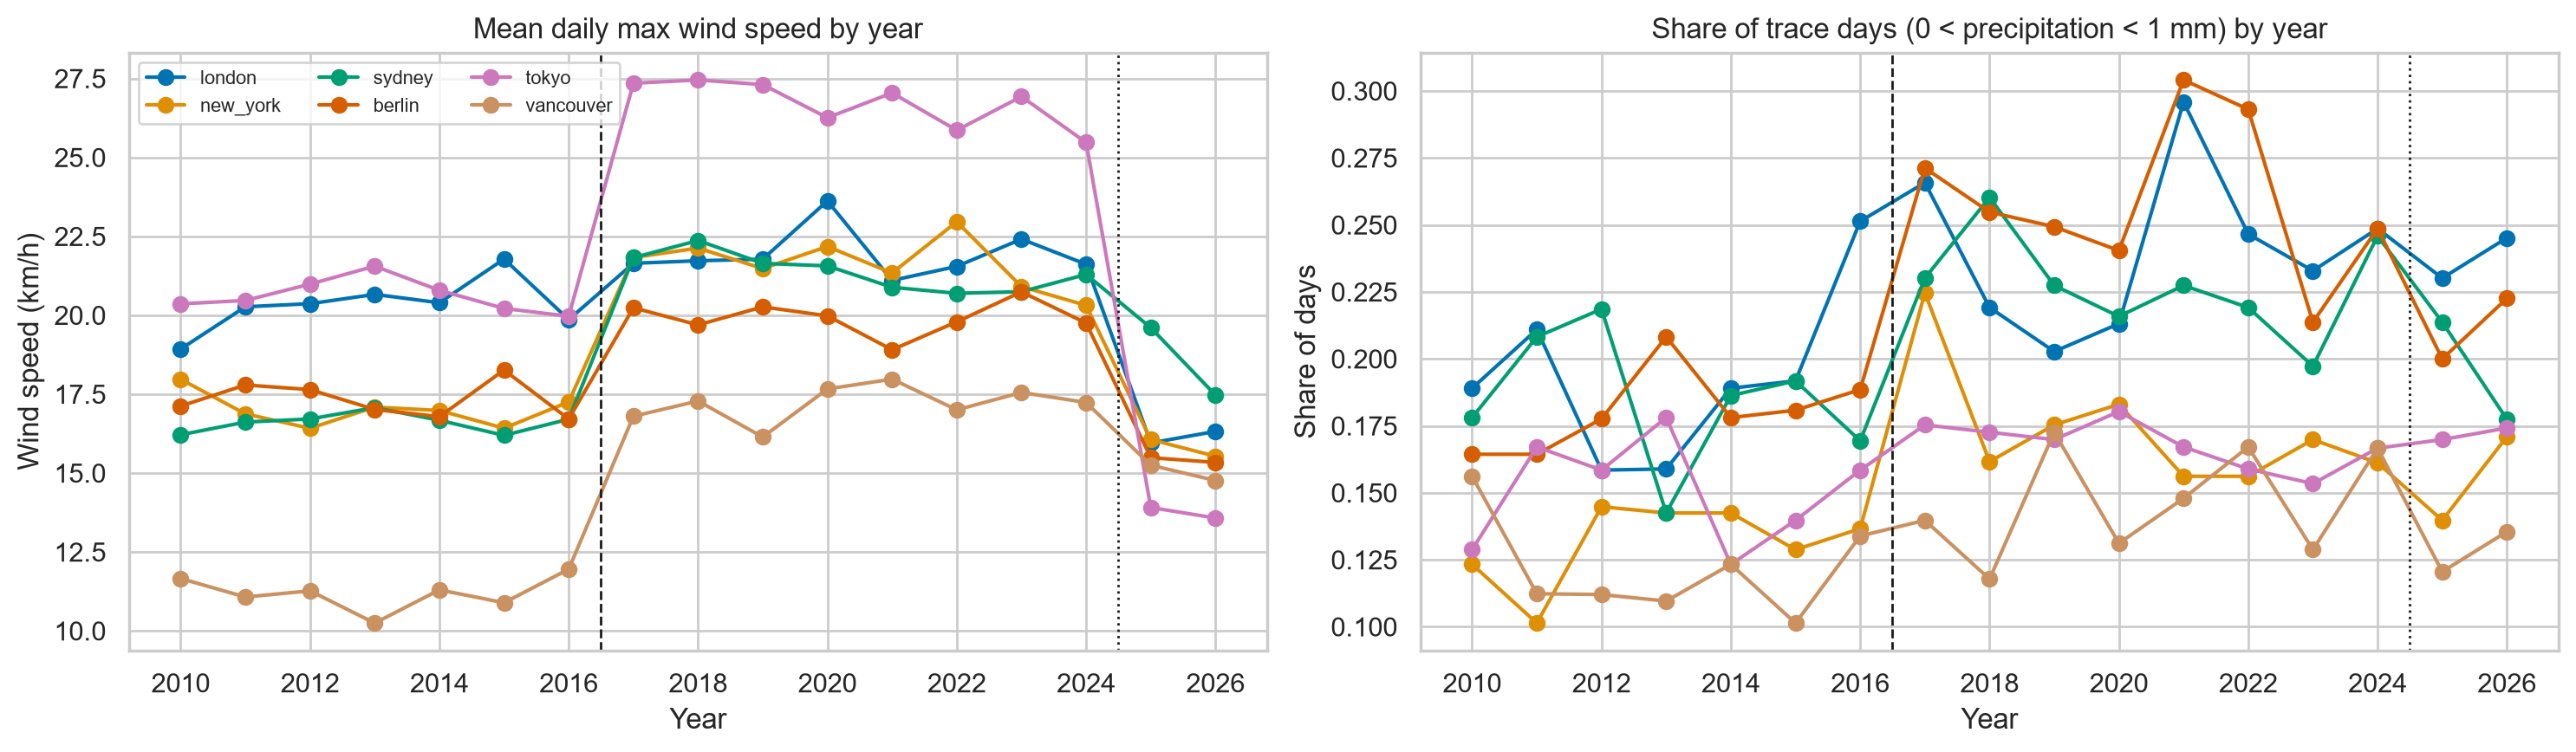 Mean daily max wind speed by year
london
new_york
sydney
berlin
tokyo
vancouver
27.5
25.0
22.5
20.0
17.5
15.0
12.5
10.0
Wind speed (km/h)
2010 2012 2014 2016 2018 2020 2022 2024 2026
Year
Share of trace days (0 < precipitation < 1 mm) by year
0.300
0.275
0.250
0.225
0.200
0.175
0.150
0.125
0.100
Share of days
2010 2012 2014 2016 2018 2020 2022 2024 2026
Year